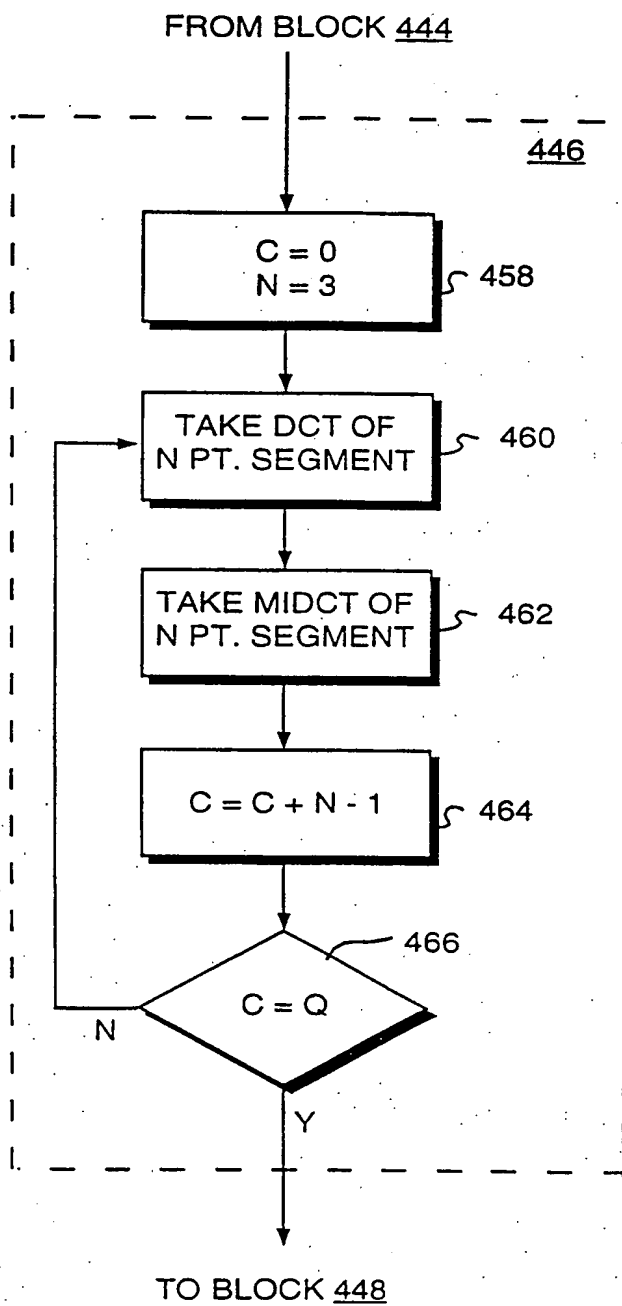 FROM BLOCK 444
446
C = 0
N = 3
458
TAKE DCT OF
N PT. SEGMENT
460
TAKE MIDCT OF
N PT. SEGMENT
462
C = C + N - 1
464
466
C = Q
N
Y
TO BLOCK 448